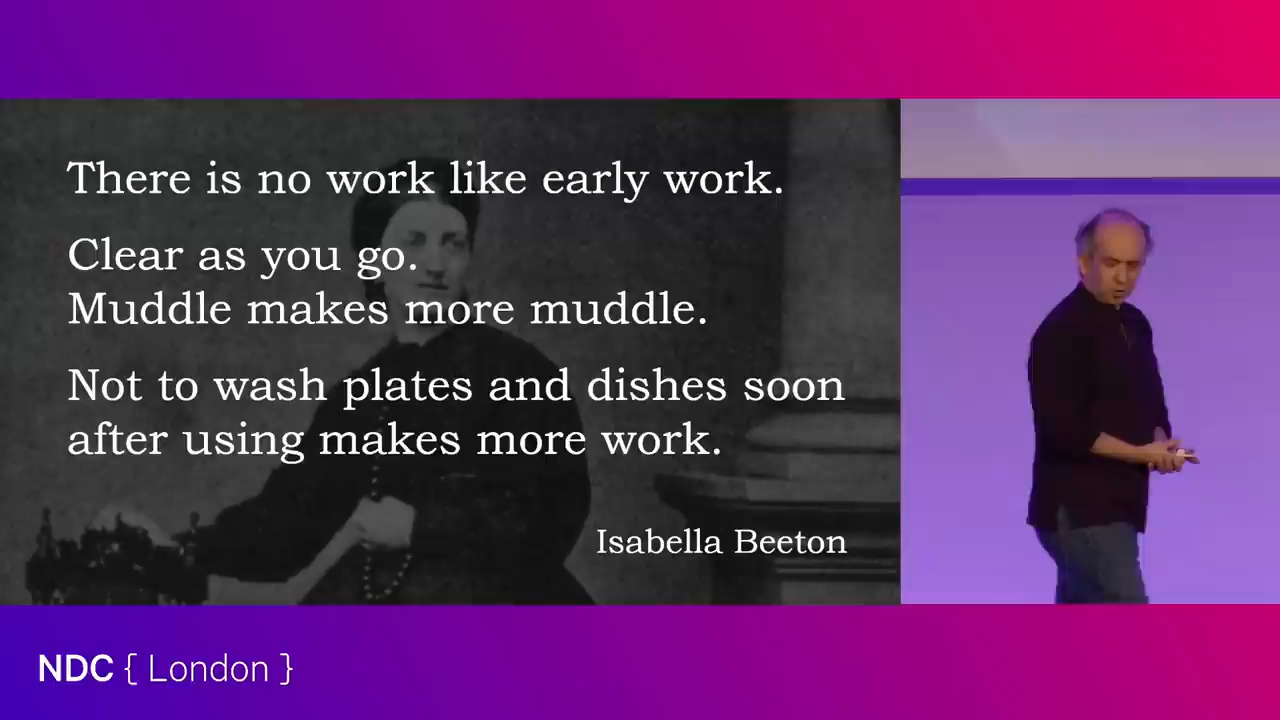 There is no work like early work.
Clear as you go.
Muddle makes more muddle.
Not to wash plates and dishes soon
after using makes more work.
Isabella Beeton
NDC { London }